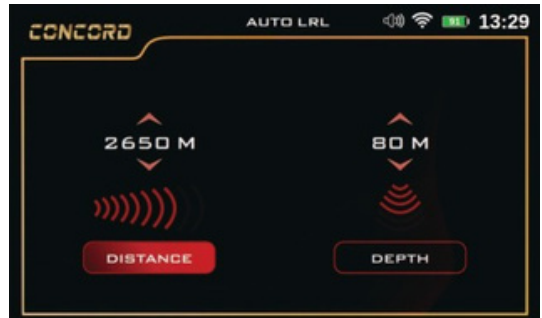 CONCORD
AUTO LRL 91 13:29
2650 M 80 M
DISTANCE DEPTH